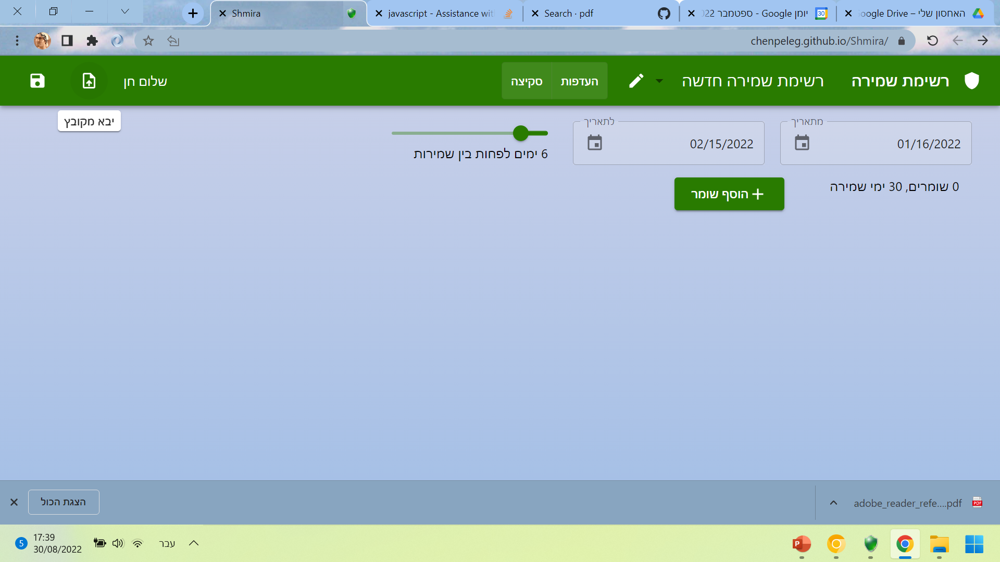 האחסון שלי – oogle Drive
יומן Google - ספטמבר 022
Search · pdf
javascript - Assistance wit
Shmira
chenpeleg.github.io/Shmira/
רשימת שמירה
רשימת שמירה חדשה
העדפות
סקיצה
שלום חן
יבא מקובץ
מתאריך
01/16/2022
לתאריך
02/15/2022
6 ימים לפחות בין שמירות
0 שומרים, 30 ימי שמירה
הוסף שומר
adobe_reader_refe....pdf
הצגת הכול
PDF
30
P
עבר
17:39
30/08/2022
5